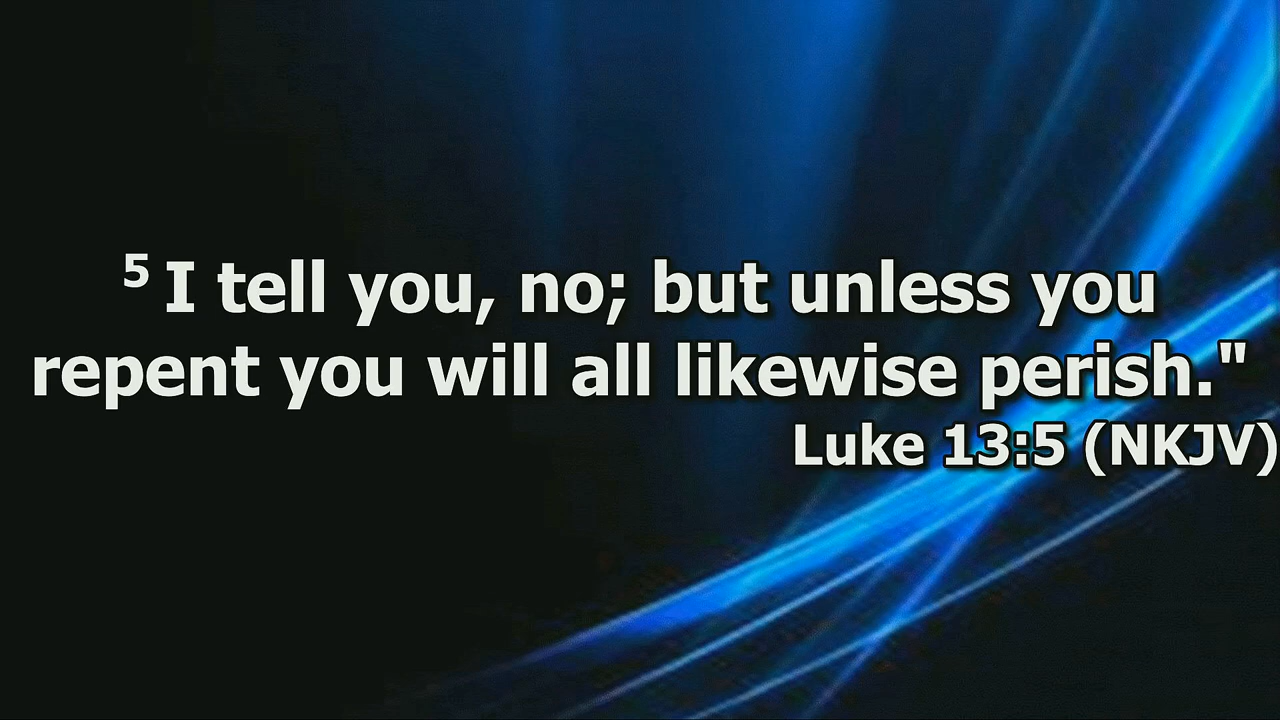 ⁵ I tell you, no; but unless you
repent you will all likewise perish."
Luke 13:5 (NKJV)